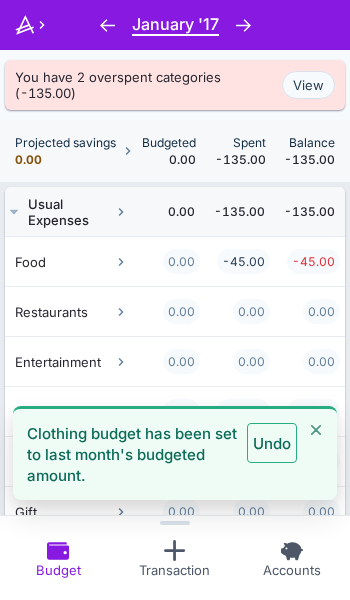 January '17
You have 2 overspent categories
(-135.00)
View
Projected savings
Budgeted
Spent
Balance
0.00
0.00
-135.00
-135.00
Usual
Expenses
0.00
-135.00
-135.00
Food
0.00
-45.00
-45.00
Restaurants
0.00
0.00
0.00
Entertainment
0.00
0.00
0.00
Clothing budget has been set
to last month's budgeted
amount.
Undo
Gift
0.00
0.00
0.00
Budget
Transaction
Accounts